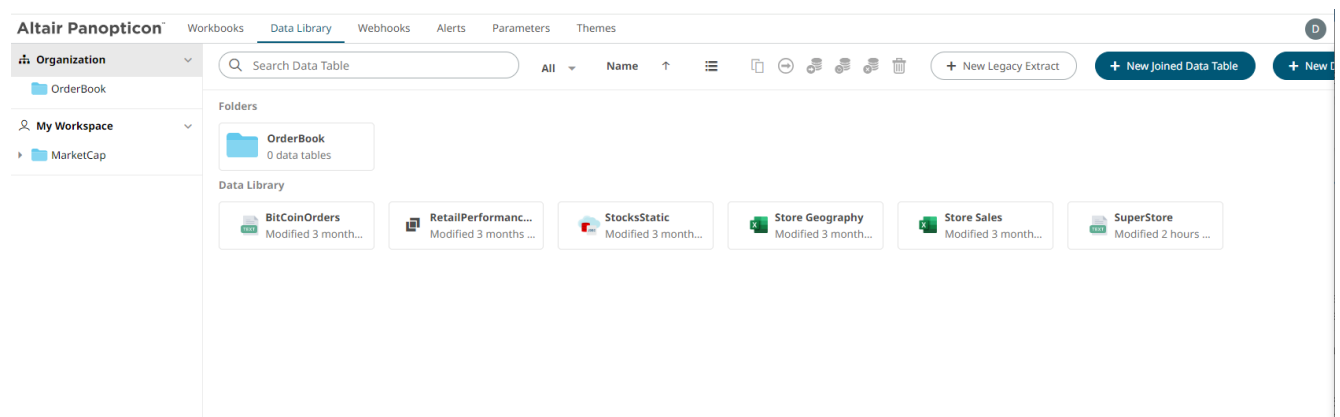 Altair Panopticon™ Workbooks Data Library Webhooks Alerts Parameters Themes D
Organization
OrderBook
My Workspace
MarketCap
Search Data Table All Name + New Legacy Extract + New Joined Data Table + New
Folders
OrderBook
0 data tables
Data Library
BitCoinOrders
Modified 3 month...
TEXT
RetailPerformanc...
Modified 3 months ...
StocksStatic
Modified 3 month...
Store Geography
Modified 3 month...
Store Sales
Modified 3 month...
SuperStore
Modified 2 hours ...
TEXT